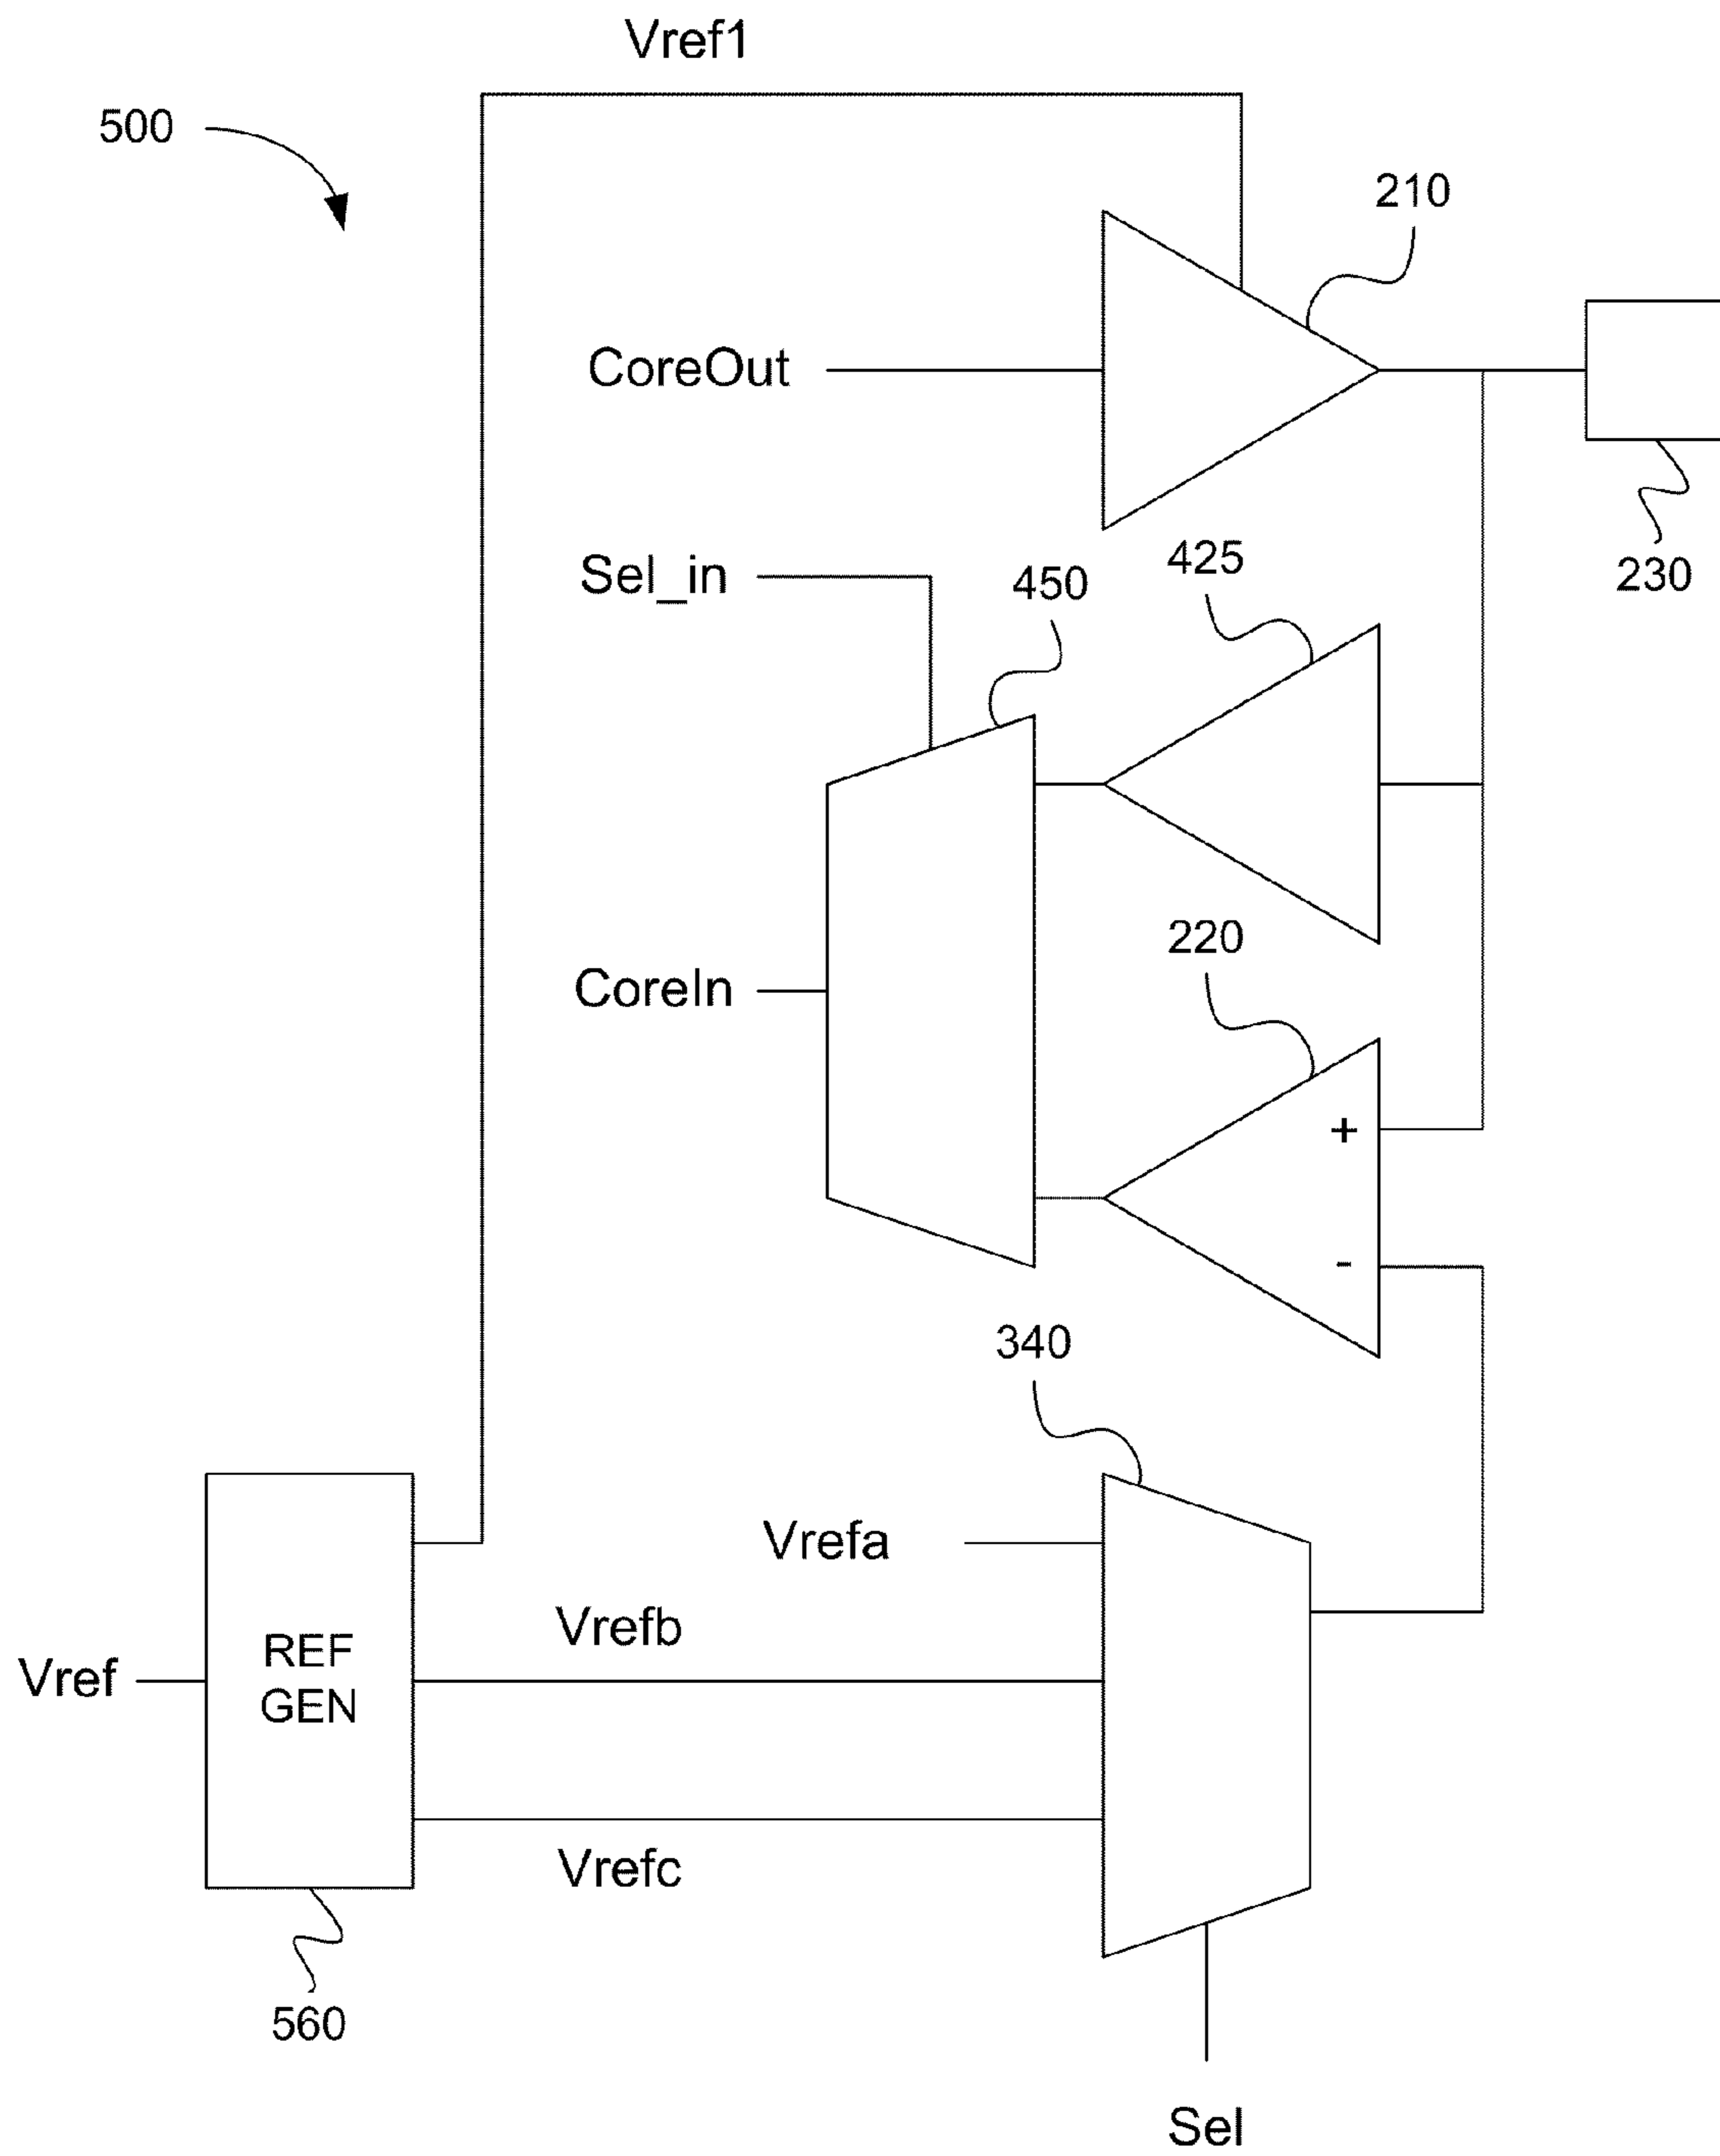 Vref1
500
210
CoreOut
230
Sel_in
450
425
220
CoreIn
+
-
340
Vrefa
Vrefb
Vref
REF
GEN
Vrefc
560
Sel